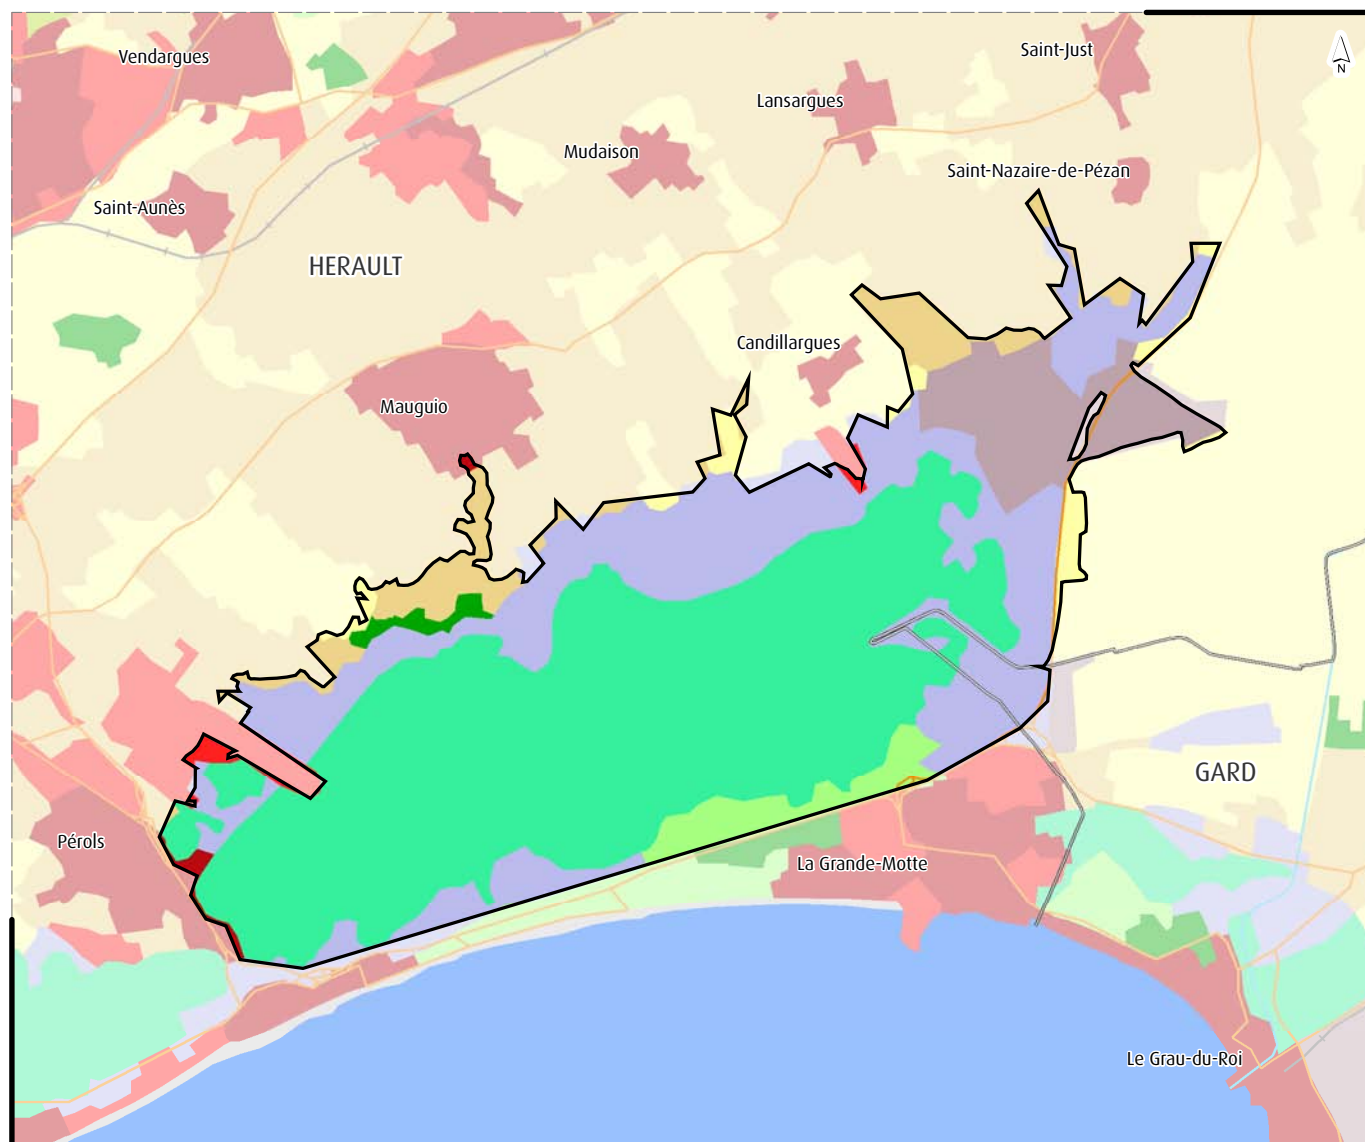 Vendargues
Saint-Just
N
Lansargues
Mudaison
Saint-Nazaire-de-Pézan
Saint-Aunès
HERAULT
Candillargues
Mauguio
GARD
Pérols
La Grande-Motte
Le Grau-du-Roi